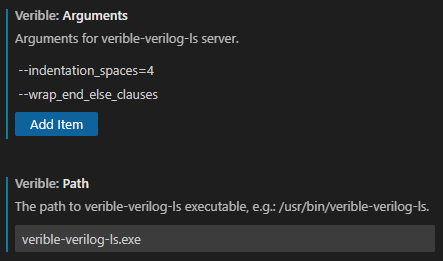 Verible: Arguments
Arguments for verible-verilog-ls server.
--indentation_spaces=4
--wrap_end_else_clauses
Add Item
Verible: Path
The path to verible-verilog-ls executable, e.g.: /usr/bin/verible-verilog-ls.
verible-verilog-ls.exe